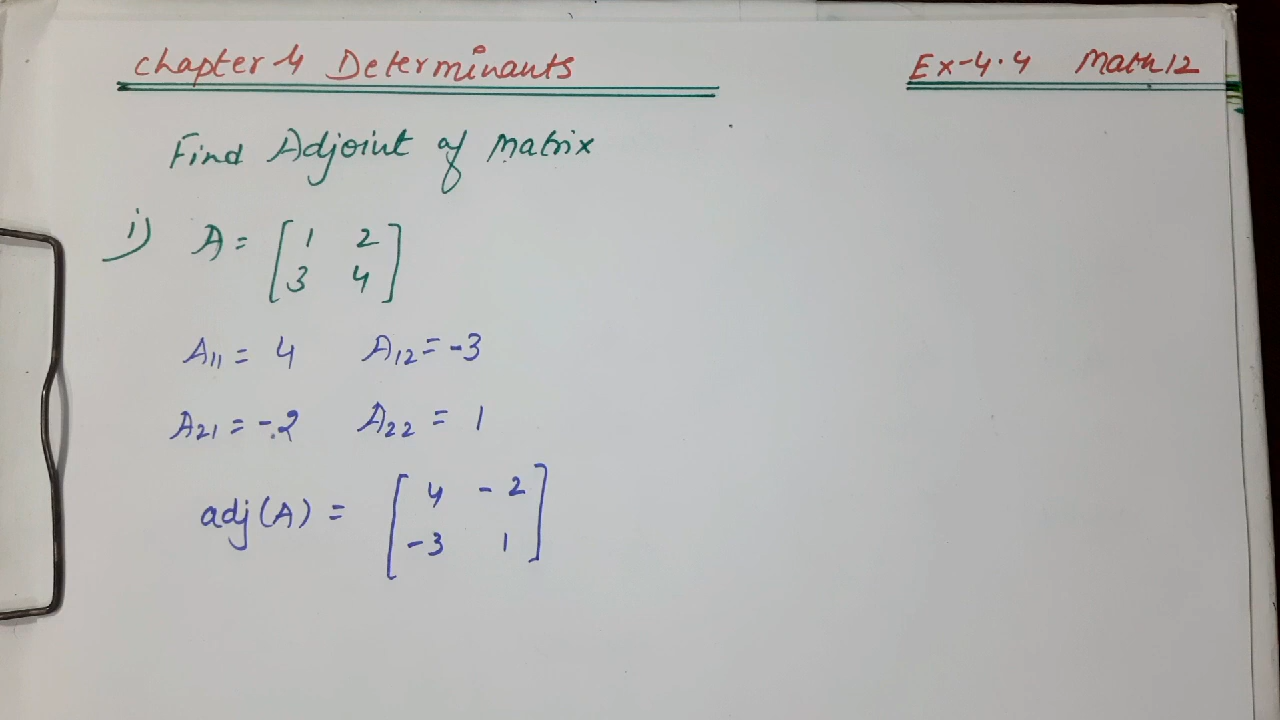 chapter 4 Determinants Ex-4.4 Math 12
Find Adjoint of matrix
i) A = [ 1 2
3 4 ]
A11 = 4 A12 = -3
A21 = -2 A22 = 1
adj(A) = [ 4 -2
-3 1 ]